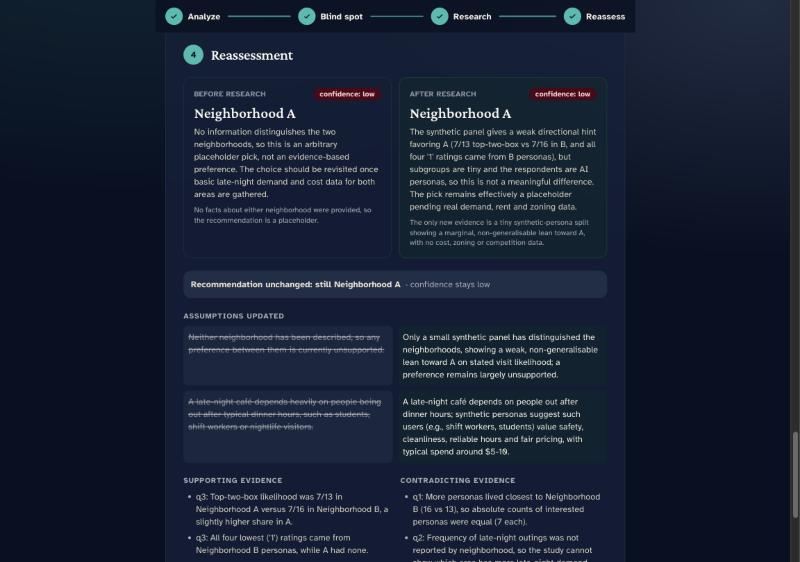 Analyze
Blind spot
Research
Reassess
4 Reassessment
BEFORE RESEARCH
confidence: low
Neighborhood A
No information distinguishes the two
neighborhoods, so this is an arbitrary
placeholder pick, not an evidence-based
preference. The choice should be revisited once
basic late-night demand and cost data for both
areas are gathered.
No facts about either neighborhood were provided, so
the recommendation is a placeholder.
AFTER RESEARCH
confidence: low
Neighborhood A
The synthetic panel gives a weak directional hint
favoring A (7/13 top-two-box vs 7/16 in B, and all
four '1' ratings came from B personas), but
subgroups are tiny and the respondents are AI
personas, so this is not a meaningful difference.
The pick remains effectively a placeholder
pending real demand, rent and zoning data.
The only new evidence is a tiny synthetic-persona split
showing a marginal, non-generalisable lean toward A,
with no cost, zoning or competition data.
Recommendation unchanged: still Neighborhood A · confidence stays low
ASSUMPTIONS UPDATED
Neither neighborhood has been described, so any
preference between them is currently unsupported.
Only a small synthetic panel has distinguished the
neighborhoods, showing a weak, non-generalisable
lean toward A on stated visit likelihood; a
preference remains largely unsupported.
A late-night café depends heavily on people being
out after typical dinner hours, such as students,
shift workers or nightlife visitors.
A late-night café depends on people out after
dinner hours; synthetic personas suggest such
users (e.g., shift workers, students) value safety,
cleanliness, reliable hours and fair pricing, with
typical spend around $5-10.
SUPPORTING EVIDENCE
• q3: Top-two-box likelihood was 7/13 in
Neighborhood A versus 7/16 in Neighborhood B, a
slightly higher share in A.
• q3: All four lowest ('1') ratings came from
Neighborhood B personas, while A had none.
CONTRADICTING EVIDENCE
• q1: More personas lived closest to Neighborhood
B (16 vs 13), so absolute counts of interested
personas were equal (7 each).
• q2: Frequency of late-night outings was not
reported by neighborhood, so the study cannot
show which area has more late-night demand